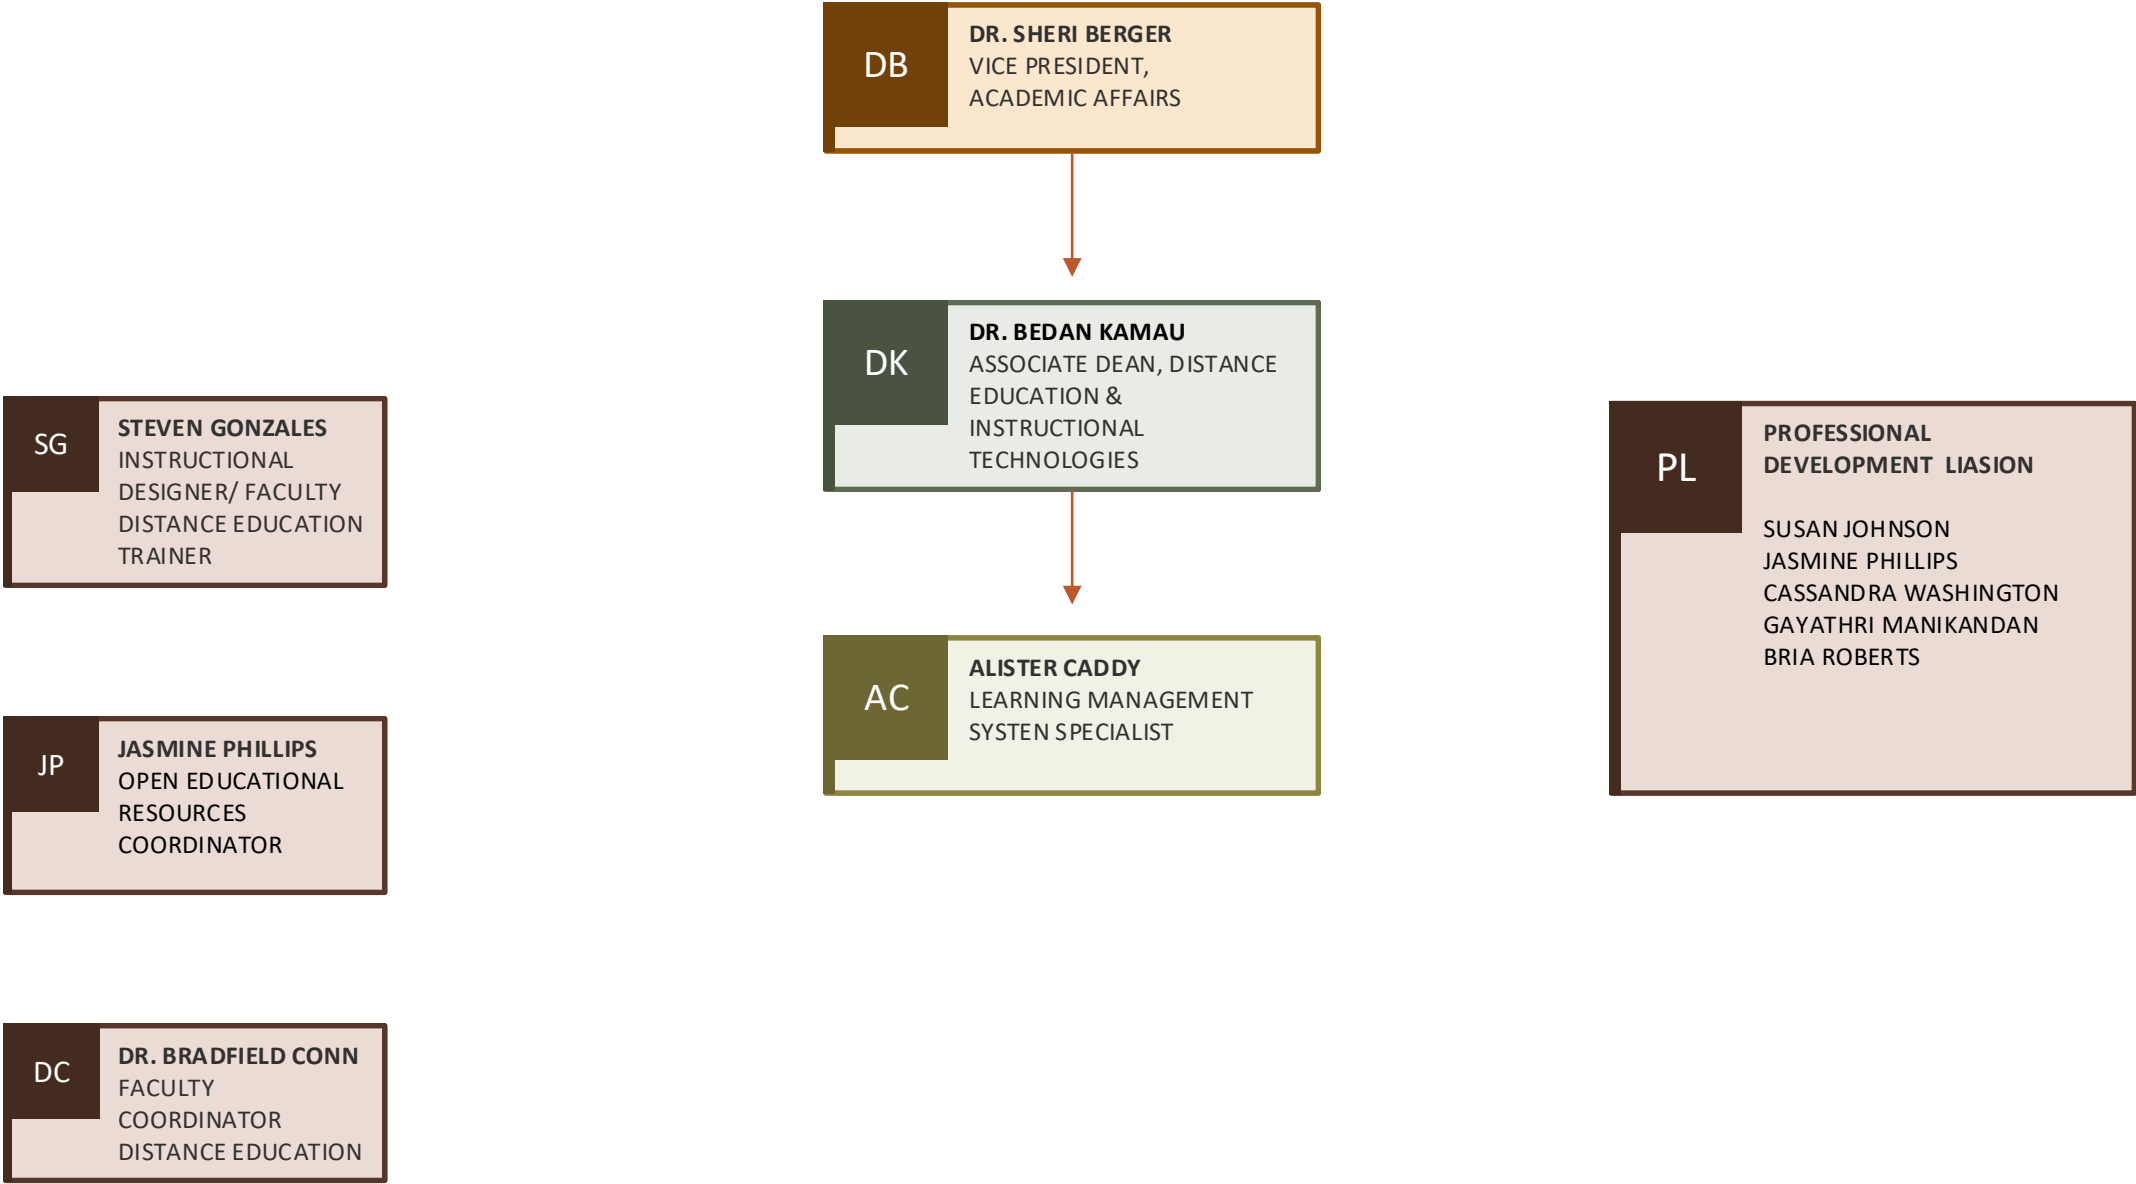 DB
DR. SHERI BERGER
VICE PRESIDENT,
ACADEMIC AFFAIRS
DK
DR. BEDAN KAMAU
ASSOCIATE DEAN, DISTANCE
EDUCATION &
INSTRUCTIONAL
TECHNOLOGIES
SG
STEVEN GONZALES
INSTRUCTIONAL
DESIGNER/ FACULTY
DISTANCE EDUCATION
TRAINER
PL
PROFESSIONAL
DEVELOPMENT LIASION
SUSAN JOHNSON
JASMINE PHILLIPS
CASSANDRA WASHINGTON
GAYATHRI MANIKANDAN
BRIA ROBERTS
AC
ALISTER CADDY
LEARNING MANAGEMENT
SYSTEN SPECIALIST
JP
JASMINE PHILLIPS
OPEN EDUCATIONAL
RESOURCES
COORDINATOR
DC
DR. BRADFIELD CONN
FACULTY
COORDINATOR
DISTANCE EDUCATION